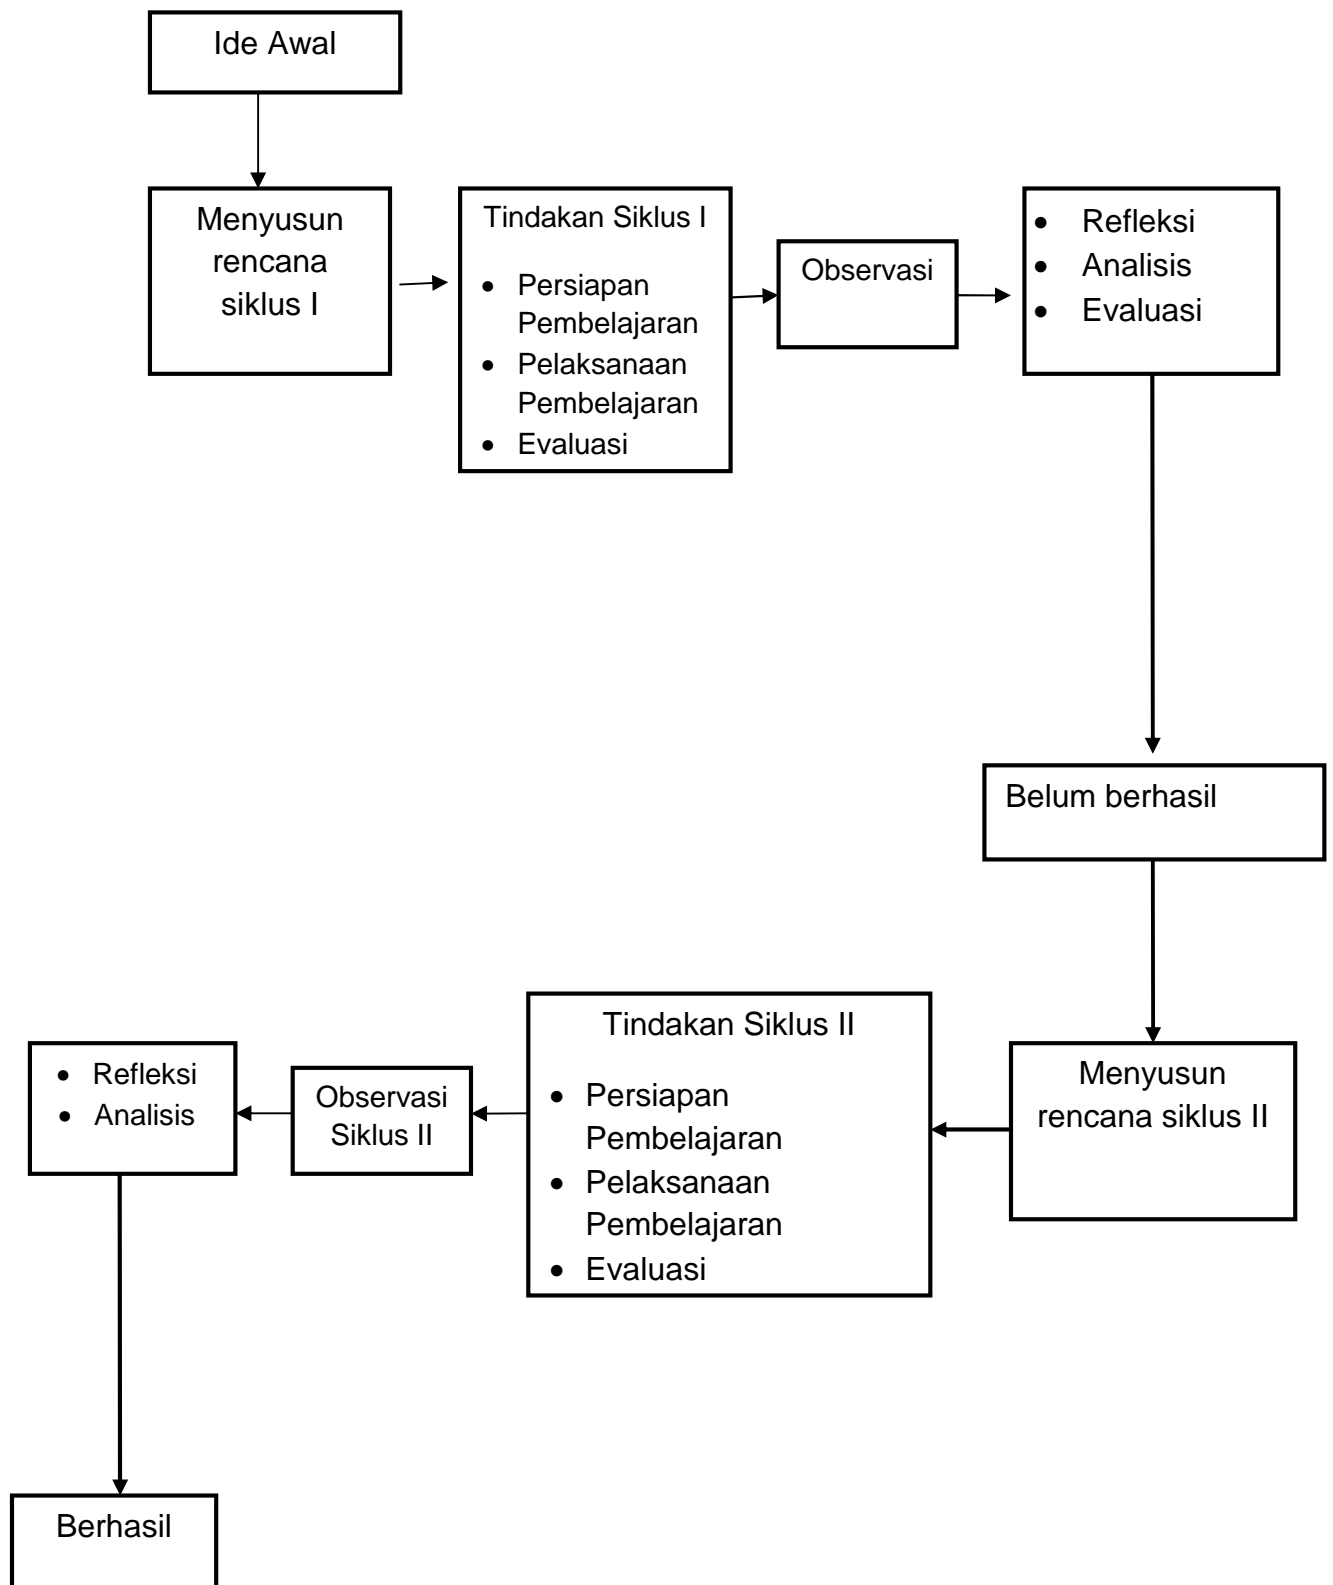 Ide Awal
Menyusun
rencana
siklus I
Tindakan Siklus I
• Persiapan
Pembelajaran
• Pelaksanaan
Pembelajaran
• Evaluasi
Observasi
• Refleksi
• Analisis
• Evaluasi
Belum berhasil
Menyusun
rencana siklus II
Tindakan Siklus II
• Persiapan
Pembelajaran
• Pelaksanaan
Pembelajaran
• Evaluasi
Observasi
Siklus II
• Refleksi
• Analisis
Berhasil